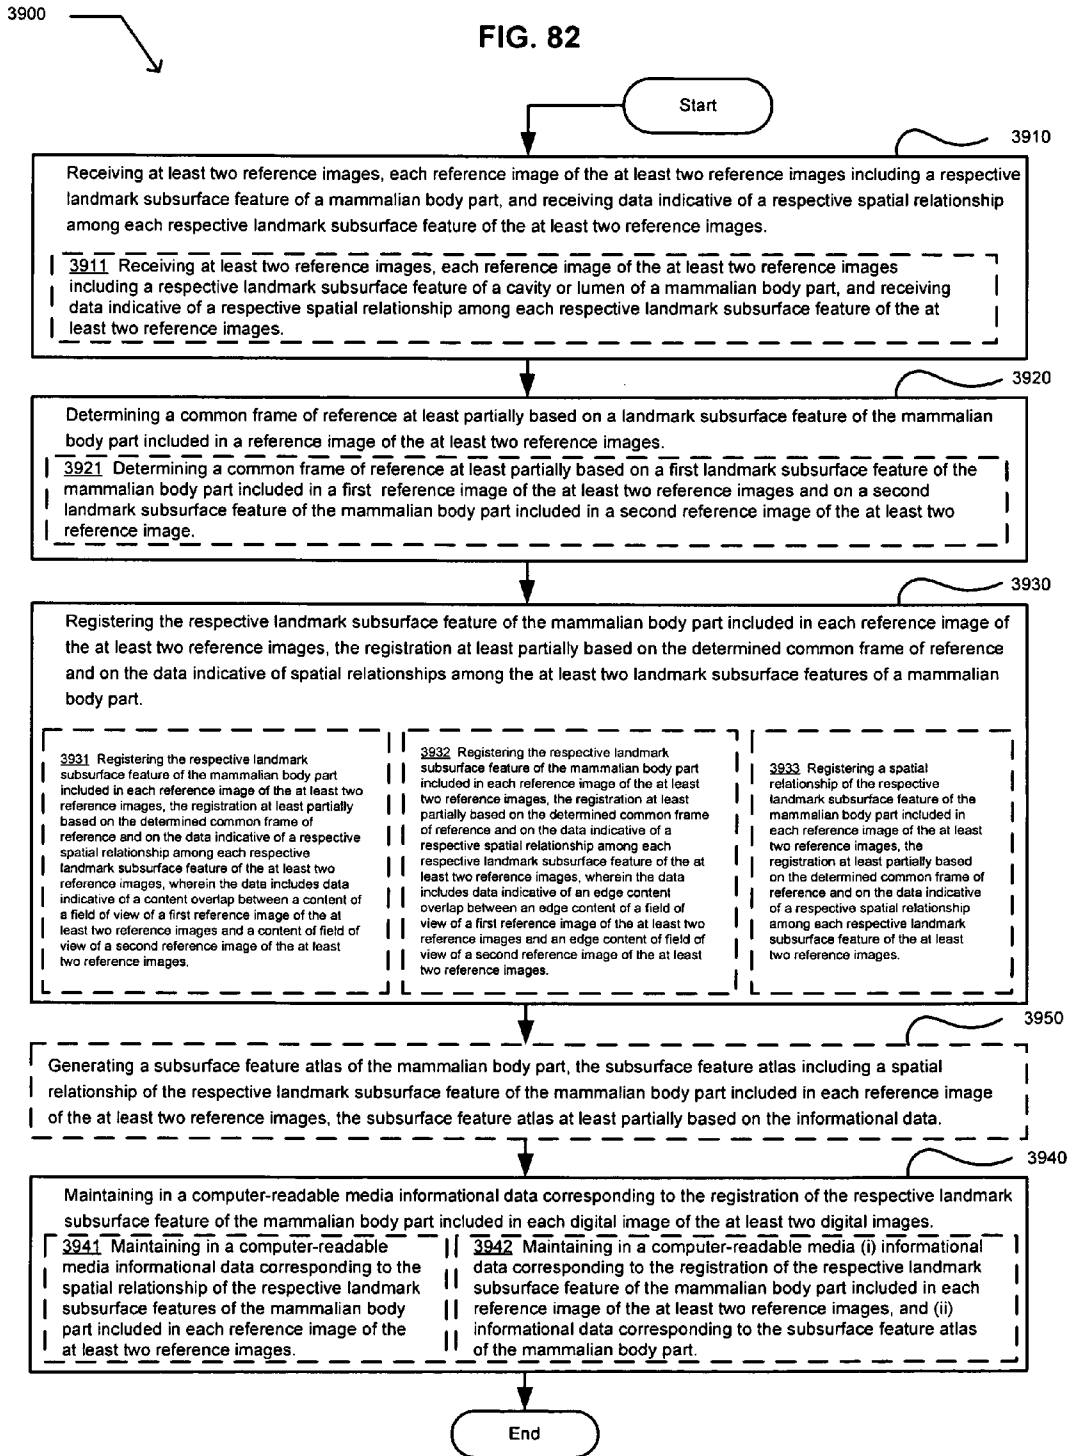 3900
FIG. 82
Start
3910
Receiving at least two reference images, each reference image of the at least two reference images including a respective
landmark subsurface feature of a mammalian body part, and receiving data indicative of a respective spatial relationship
among each respective landmark subsurface feature of the at least two reference images.
3911 Receiving at least two reference images, each reference image of the at least two reference images
including a respective landmark subsurface feature of a cavity or lumen of a mammalian body part, and receiving
data indicative of a respective spatial relationship among each respective landmark subsurface feature of the at
least two reference images.
3920
Determining a common frame of reference at least partially based on a landmark subsurface feature of the mammalian
body part included in a reference image of the at least two reference images.
3921 Determining a common frame of reference at least partially based on a first landmark subsurface feature of the
mammalian body part included in a first reference image of the at least two reference images and on a second
landmark subsurface feature of the mammalian body part included in a second reference image of the at least two
reference image.
3930
Registering the respective landmark subsurface feature of the mammalian body part included in each reference image of
the at least two reference images, the registration at least partially based on the determined common frame of reference
and on the data indicative of spatial relationships among the at least two landmark subsurface features of a mammalian
body part.
3931 Registering the respective landmark
subsurface feature of the mammalian body part
included in each reference image of the at least two
reference images, the registration at least partially
based on the determined common frame of
reference and on the data indicative of a respective
spatial relationship among each respective
landmark subsurface feature of the at least two
reference images, wherein the data includes data
indicative of a content overlap between a content of
a field of view of a first reference image of the at
least two reference images and a content of field of
view of a second reference image of the at least
two reference images.
3932 Registering the respective landmark
subsurface feature of the mammalian body part
included in each reference image of the at least
two reference images, the registration at least
partially based on the determined common frame
of reference and on the data indicative of a
respective spatial relationship among each
respective landmark subsurface feature of the at
least two reference images, wherein the data
includes data indicative of an edge content
overlap between an edge content of a field of
view of a first reference image of the at least two
reference images and an edge content of field of
view of a second reference image of the at least
two reference images.
3933 Registering a spatial
relationship of the respective
landmark subsurface feature of the
mammalian body part included in
each reference image of the at least
two reference images, the
registration at least partially based
on the determined common frame of
reference and on the data indicative
of a respective spatial relationship
among each respective landmark
subsurface feature of the at least
two reference images.
3950
Generating a subsurface feature atlas of the mammalian body part, the subsurface feature atlas including a spatial
relationship of the respective landmark subsurface feature of the mammalian body part included in each reference image
of the at least two reference images, the subsurface feature atlas at least partially based on the informational data.
3940
Maintaining in a computer-readable media informational data corresponding to the registration of the respective landmark
subsurface feature of the mammalian body part included in each digital image of the at least two digital images.
3941 Maintaining in a computer-readable
media informational data corresponding to the
spatial relationship of the respective landmark
subsurface features of the mammalian body
part included in each reference image of the
at least two reference images.
3942 Maintaining in a computer-readable media (i) informational
data corresponding to the registration of the respective landmark
subsurface feature of the mammalian body part included in each
reference image of the at least two reference images, and (ii)
informational data corresponding to the subsurface feature atlas
of the mammalian body part.
End